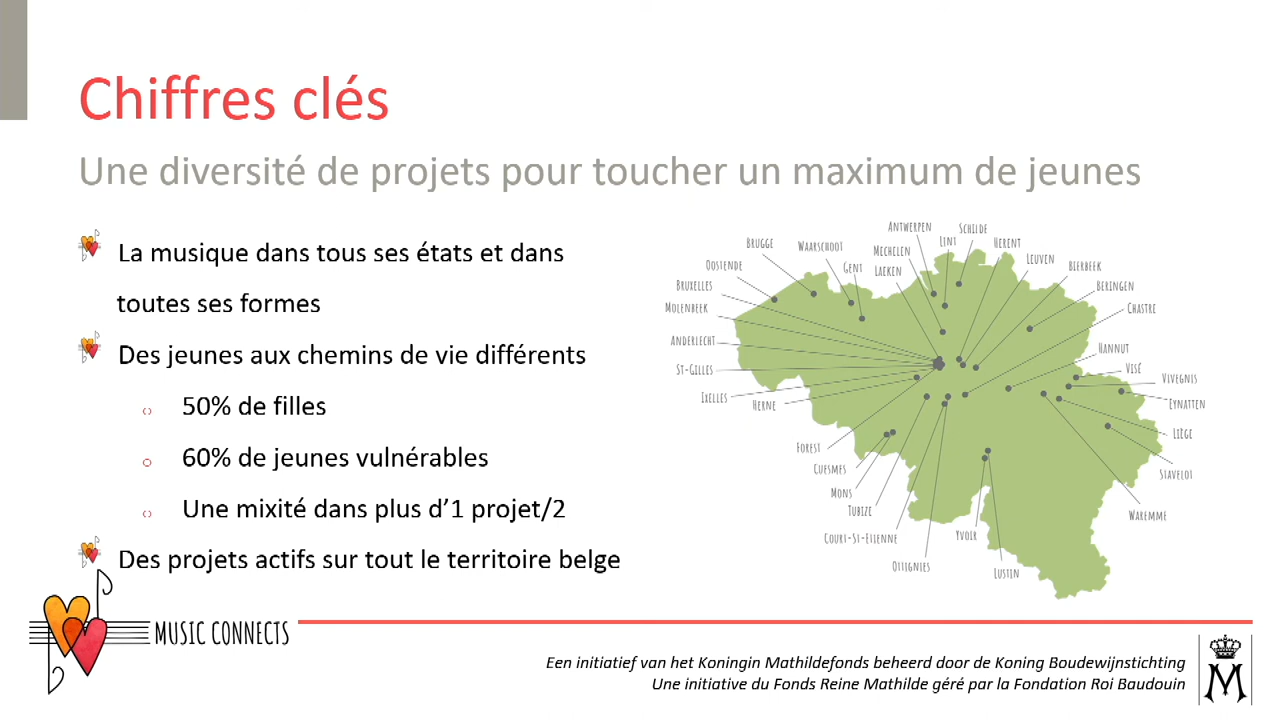 Chiffres clés
Une diversité de projets pour toucher un maximum de jeunes
La musique dans tous ses états et dans
toutes ses formes
Des jeunes aux chemins de vie différents
50% de filles
60% de jeunes vulnérables
Une mixité dans plus d’1 projet/2
Des projets actifs sur tout le territoire belge
ANTWERPEN
SCHILDE
BRUGGE
WAARSCHOOT
MECHELEN
LINT
HERENT
OOSTENDE
GENT
LAEKEN
LEUVEN
BIERBEEK
BRUXELLES
BERINGEN
MOLENBEEK
CHASTRE
ANDERLECHT
HANNUT
ST-GILLES
VISÉ
VIVEGNIS
IXELLES
HERNE
EYNATTEN
LIÈGE
FOREST
CUESMES
STAVELOT
MONS
TUBIZE
WAREMME
COURT-ST-ETIENNE
YVOIR
OTTIGNIES
LUSTIN
MUSIC CONNECTS
Een initiatief van het Koningin Mathildefonds beheerd door de Koning Boudewijnstichting
Une initiative du Fonds Reine Mathilde géré par la Fondation Roi Baudouin
M